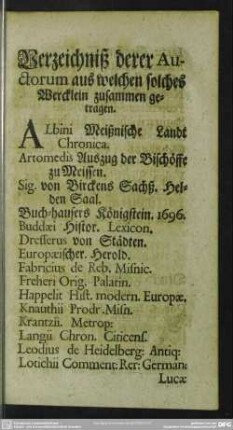 Verzeichniß derer Au-
ctorum aus welchen solches
Wercklein zusammen ge-
tragen.
ALbini Meißnische Landt
Chronica.
Artomedis Auszug der Bischöffe
zu Meissen.
Sig. von Birckens Sächß. Hel-
den Saal.
Buch-hausers Königstein. 1696.
Buddæi Histor. Lexicon.
Dresserus von Städten.
Europæischer. Herold.
Fabricius de Reb. Misnic.
Freheri Orig. Palatin.
Happelii Hist. modern. Europæ.
Knauthii Prodr. Misn.
Krantzii. Metrop:
Langii Chron. Citicens.
Leodius de Heidelberg: Antiq:
Lotichii Comment: Rer: German:
Lucæ